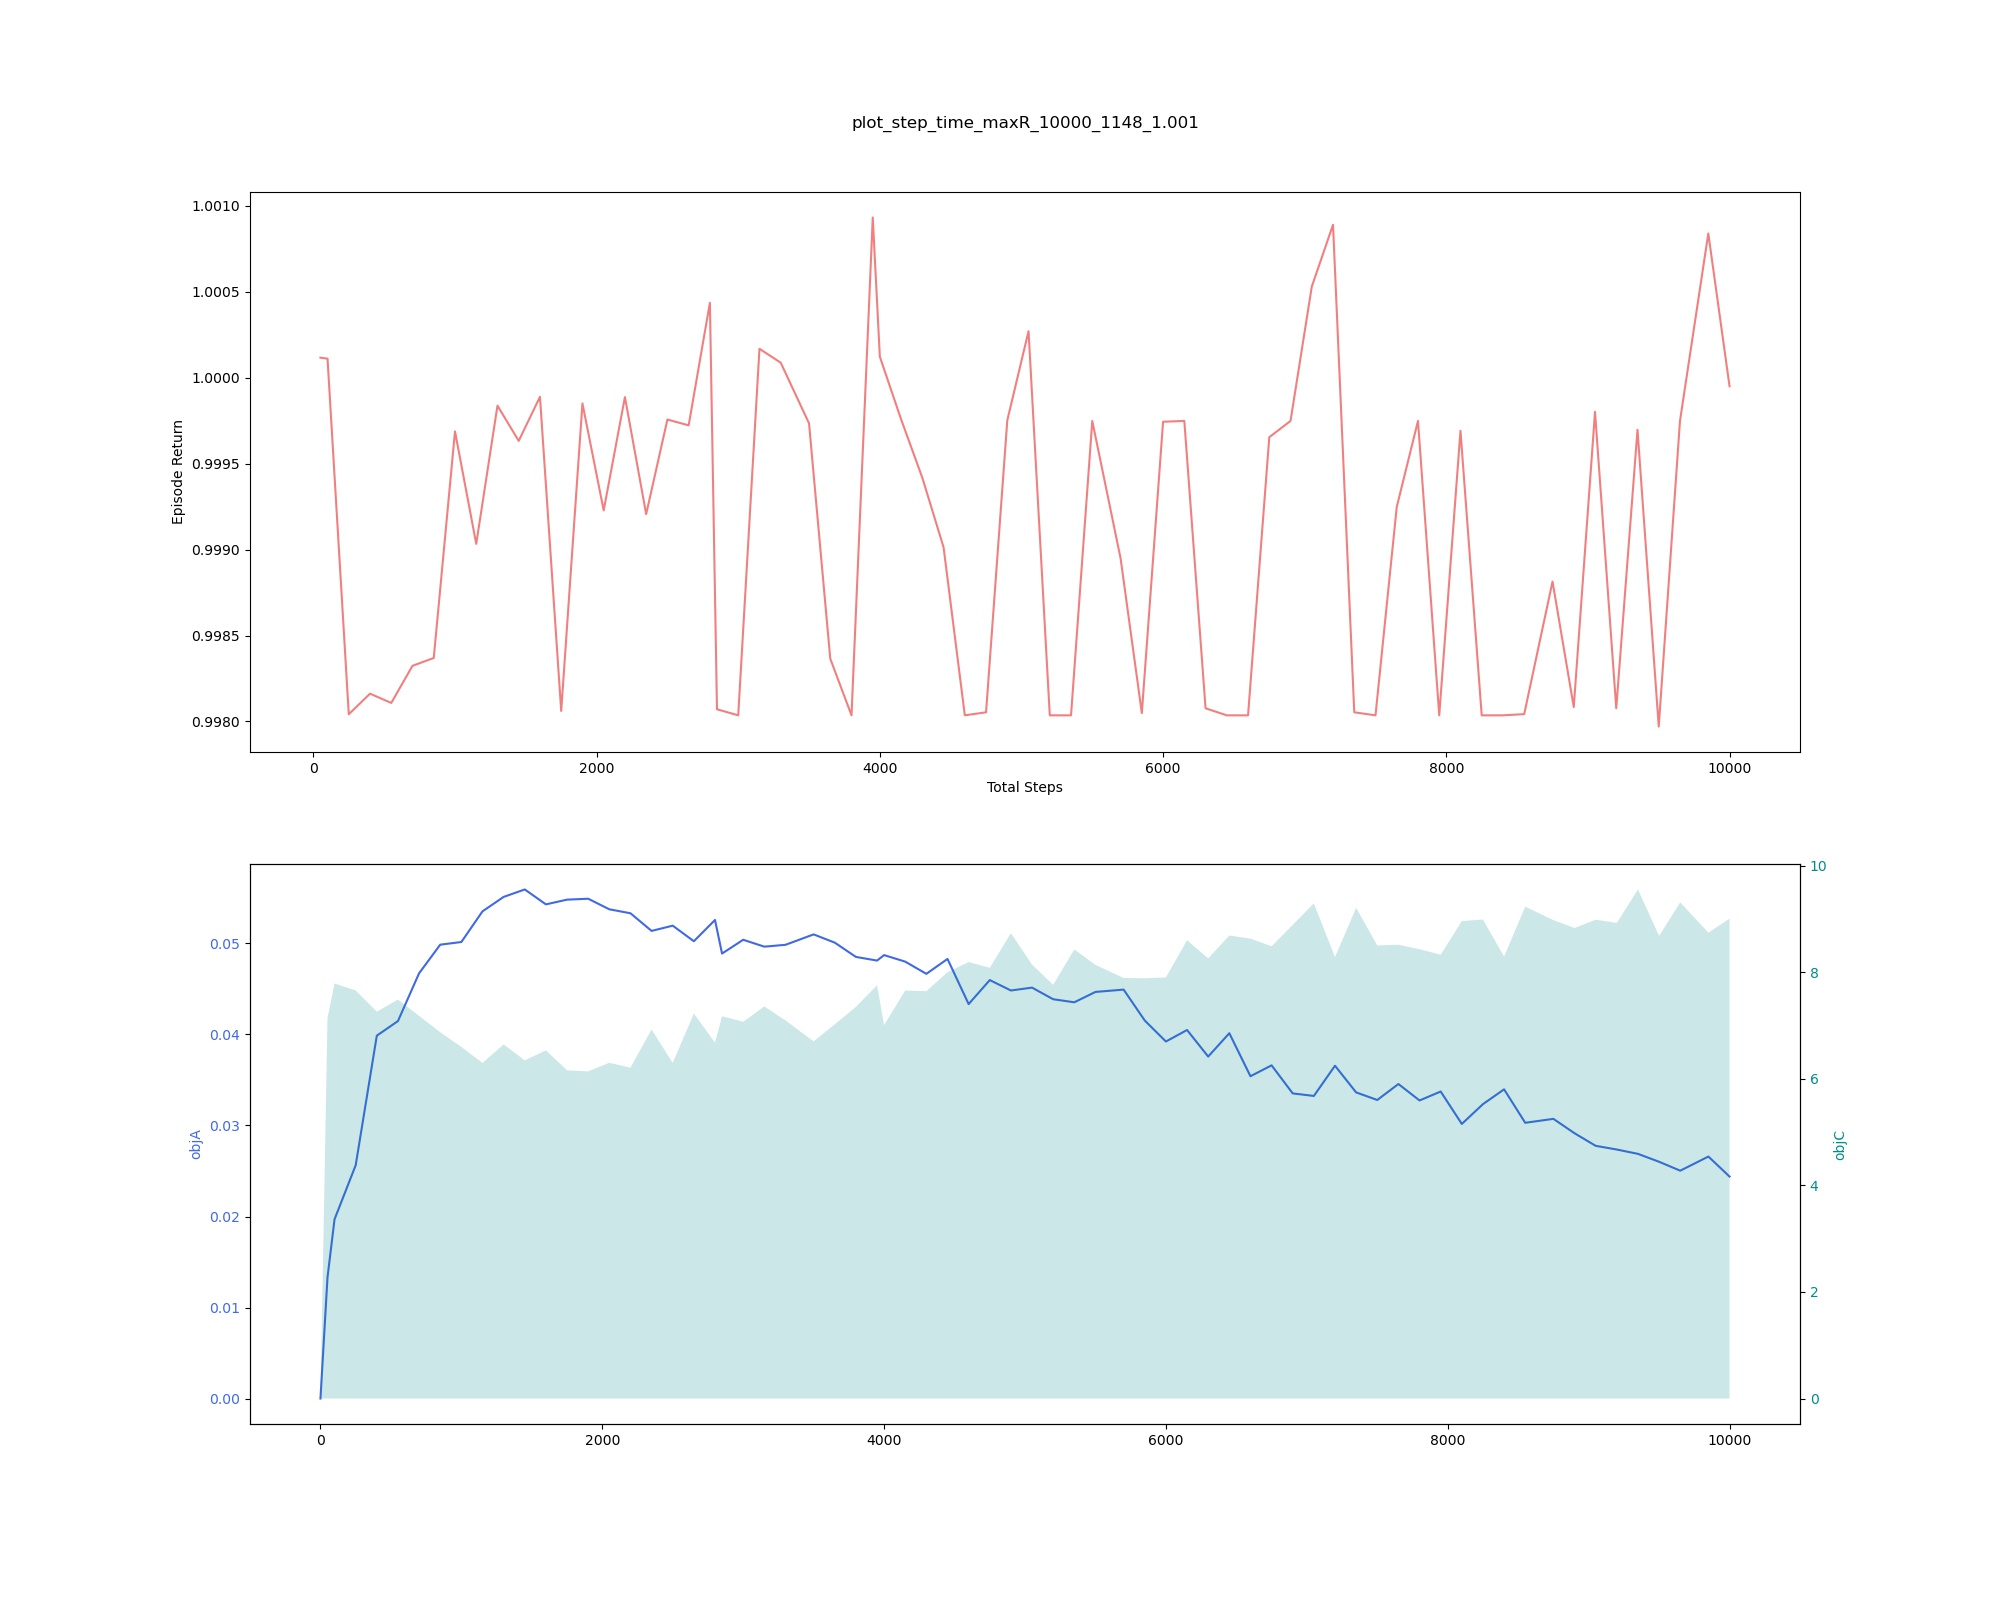 plot_step_time_maxR_10000_1148_1.001
1.0010
1.0005
1.0000
0.9995
0.9990
0.9985
0.9980
Episode Return
0 2000 4000 6000 8000 10000
Total Steps
0.05
0.04
0.03
0.02
0.01
0.00
objA
10
8
6
4
2
0
objC
0 2000 4000 6000 8000 10000